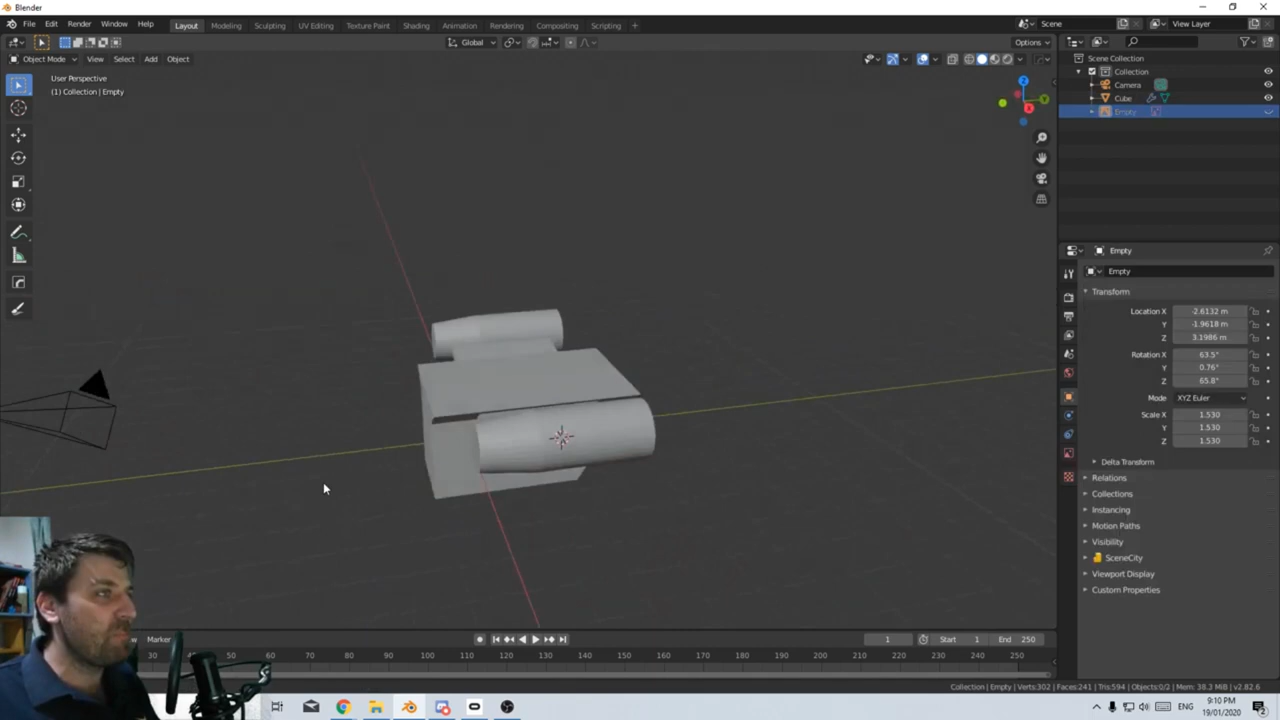 Blender
File Edit Render Window Help
Layout Modeling Sculpting UV Editing Texture Paint Shading Animation Rendering Compositing Scripting +
Scene
View Layer
Global
Options
Object Mode View Select Add Object
User Perspective
(1) Collection | Empty
Scene Collection
Collection
Camera
Cube
Empty
Empty
Empty
Transform
Location X -2.6132 m
Y -1.9618 m
Z 3.1986 m
Rotation X 63.5°
Y 0.76°
Z 65.8°
Mode XYZ Euler
Scale X 1.530
Y 1.530
Z 1.530
Delta Transform
Relations
Collections
Instancing
Motion Paths
Visibility
SceneCity
Viewport Display
Custom Properties
Marker
1 Start 1 End 250
30 50 60 70 80 90 100 110 120 130 140 150 160 170 180 190 200 210 220 230 240 250
Collection | Empty | Verts:302 | Faces:241 | Tris:594 | Objects:0/2 | Mem: 38.3 MiB | v2.82.6
X
Y
Z
ENG
9:10 PM
19/01/2020
2